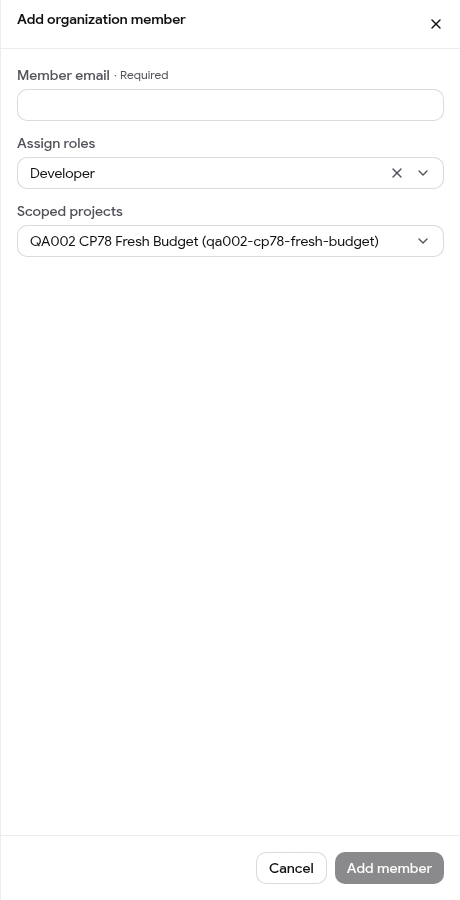 Add organization member
Member email · Required
Assign roles
Developer
Scoped projects
QA002 CP78 Fresh Budget (qa002-cp78-fresh-budget)
Cancel
Add member